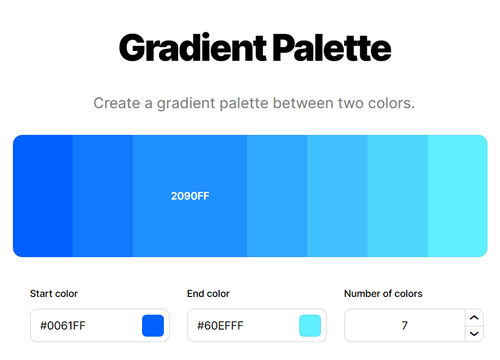 Gradient Palette
Create a gradient palette between two colors.
2090FF
Start color
End color
Number of colors
#0061FF
#60EFFF
7